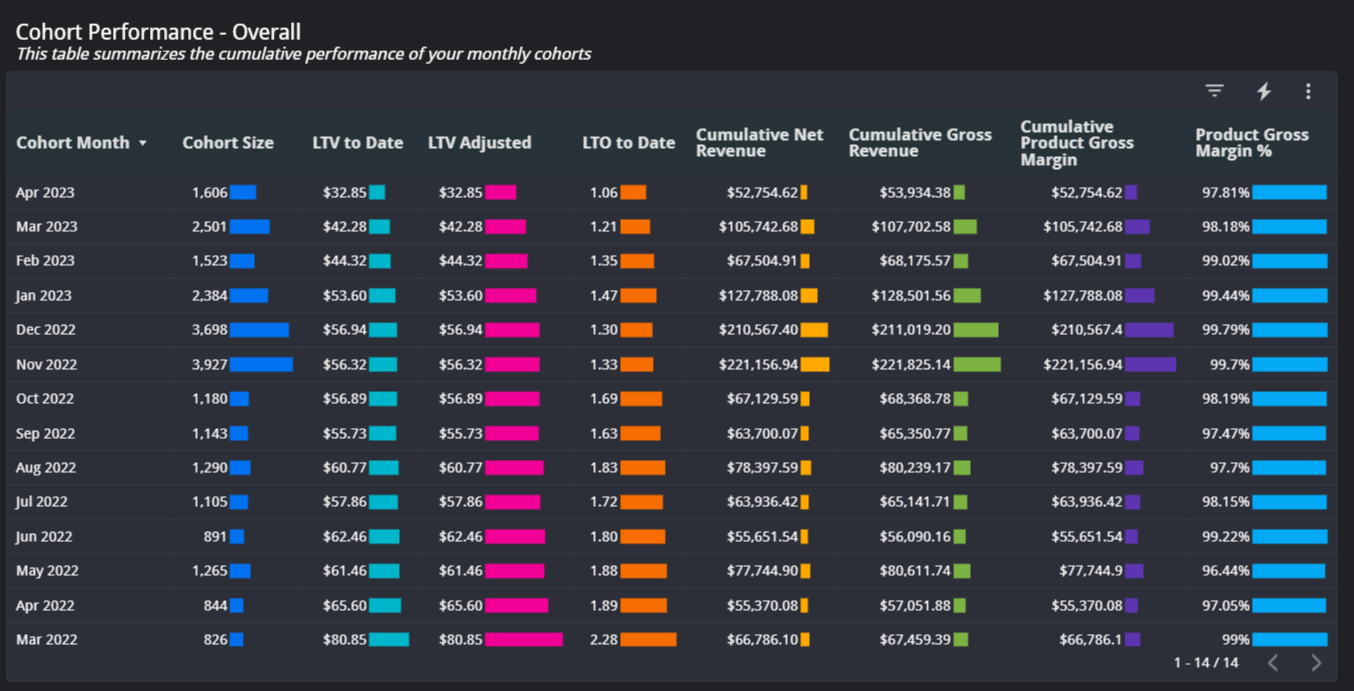 Cohort Performance - Overall
This table summarizes the cumulative performance of your monthly cohorts
Cohort Month Cohort Size LTV to Date LTV Adjusted LTO to Date Cumulative Net Revenue Cumulative Gross Revenue Cumulative Product Gross Margin Product Gross Margin %
Apr 2023 1,606 $32.85 $32.85 1.06 $52,754.62 $53,934.38 $52,754.62 97.81%
Mar 2023 2,501 $42.28 $42.28 1.21 $105,742.68 $107,702.58 $105,742.68 98.18%
Feb 2023 1,523 $44.32 $44.32 1.35 $67,504.91 $68,175.57 $67,504.91 99.02%
Jan 2023 2,384 $53.60 $53.60 1.47 $127,788.08 $128,501.56 $127,788.08 99.44%
Dec 2022 3,698 $56.94 $56.94 1.30 $210,567.40 $211,019.20 $210,567.4 99.79%
Nov 2022 3,927 $56.32 $56.32 1.33 $221,156.94 $221,825.14 $221,156.94 99.7%
Oct 2022 1,180 $56.89 $56.89 1.69 $67,129.59 $68,368.78 $67,129.59 98.19%
Sep 2022 1,143 $55.73 $55.73 1.63 $63,700.07 $65,350.77 $63,700.07 97.47%
Aug 2022 1,290 $60.77 $60.77 1.83 $78,397.59 $80,239.17 $78,397.59 97.7%
Jul 2022 1,105 $57.86 $57.86 1.72 $63,936.42 $65,141.71 $63,936.42 98.15%
Jun 2022 891 $62.46 $62.46 1.80 $55,651.54 $56,090.16 $55,651.54 99.22%
May 2022 1,265 $61.46 $61.46 1.88 $77,744.90 $80,611.74 $77,744.9 96.44%
Apr 2022 844 $65.60 $65.60 1.89 $55,370.08 $57,051.88 $55,370.08 97.05%
Mar 2022 826 $80.85 $80.85 2.28 $66,786.10 $67,459.39 $66,786.1 99%
1 - 14 / 14